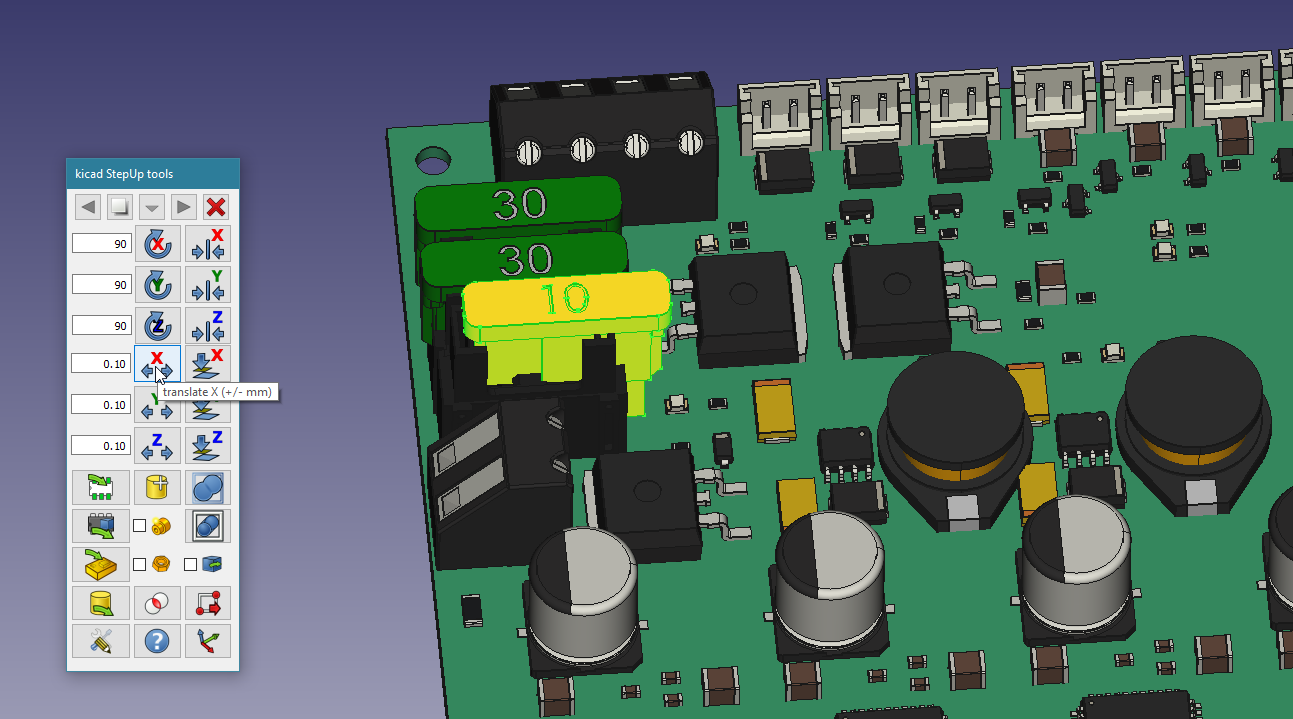 kicad StepUp tools
X
90
X
Y
90
Y
Z
90
Z
X
0.10
X
translate X (+/- mm)
Y
0.10
Z
0.10
Z
?
30
30
10